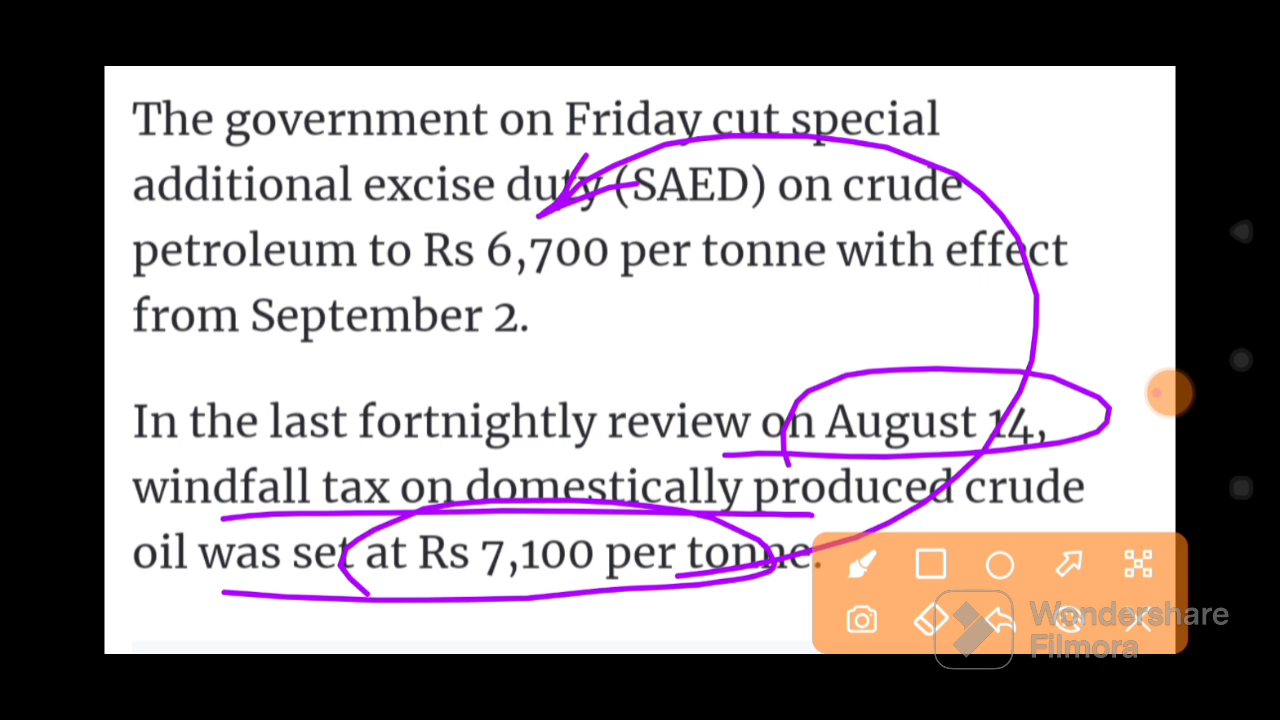 The government on Friday cut special
additional excise duty (SAED) on crude
petroleum to Rs 6,700 per tonne with effect
from September 2.
In the last fortnightly review on August 14,
windfall tax on domestically produced crude
oil was set at Rs 7,100 per tonne.
Wondershare
Filmora